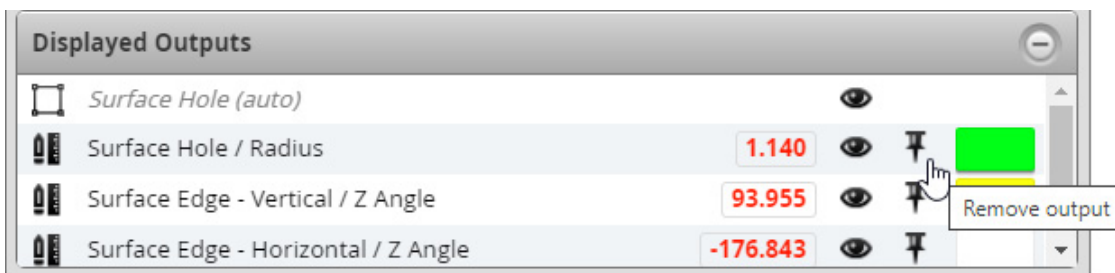 Displayed Outputs
Surface Hole (auto)
Surface Hole / Radius 1.140
Surface Edge - Vertical / Z Angle 93.955
Remove output
Surface Edge - Horizontal / Z Angle -176.843